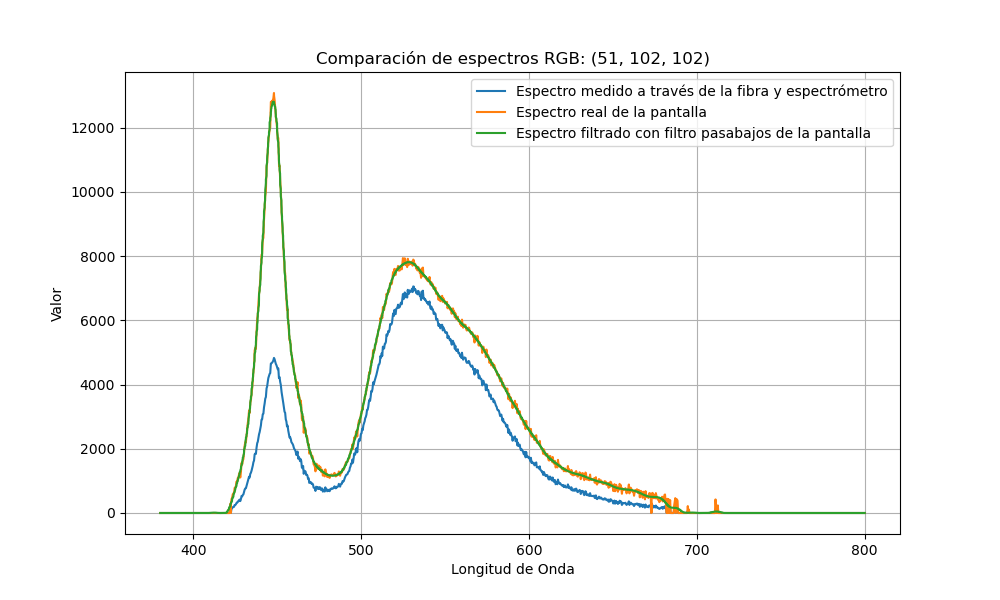 Comparación de espectros RGB: (51, 102, 102)
Espectro medido a través de la fibra y espectrómetro
Espectro real de la pantalla
Espectro filtrado con filtro pasabajos de la pantalla
Valor
12000
10000
8000
6000
4000
2000
0
400 500 600 700 800
Longitud de Onda